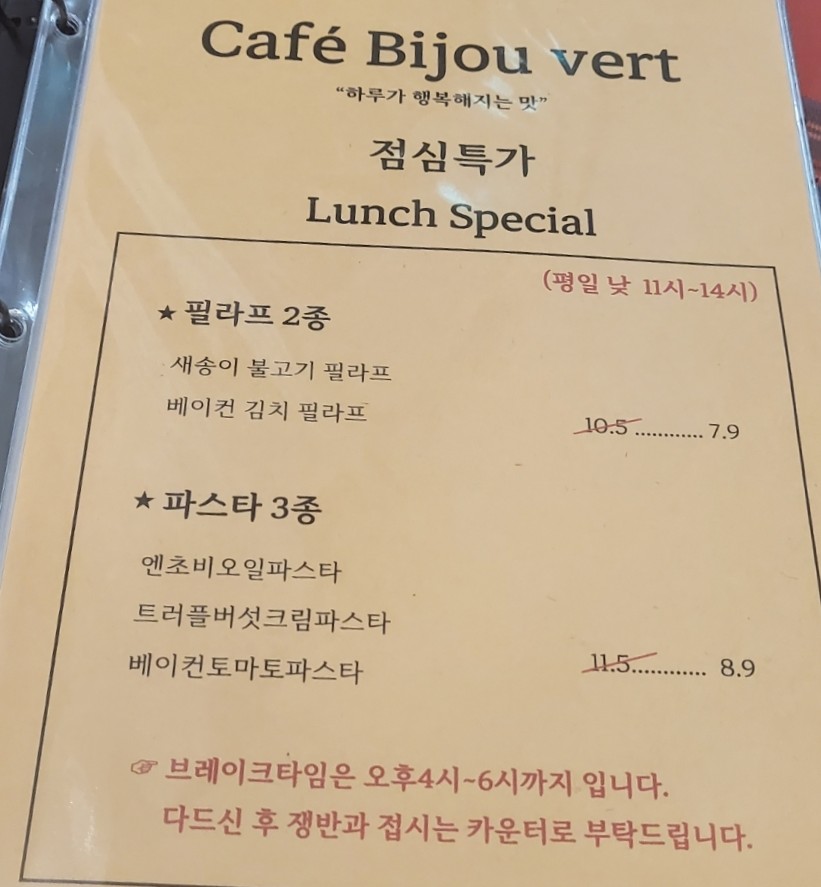 Café Bijou vert
“하루가 행복해지는 맛”
점심특가
Lunch Special
(평일 낮 11시~14시)
★ 필라프 2종
새송이 불고기 필라프
베이컨 김치 필라프
10.5 ............ 7.9
★ 파스타 3종
엔초비오일파스타
트러플버섯크림파스타
베이컨토마토파스타
11.5............. 8.9
☞ 브레이크타임은 오후4시~6시까지 입니다.
다드신 후 쟁반과 접시는 카운터로 부탁드립니다.